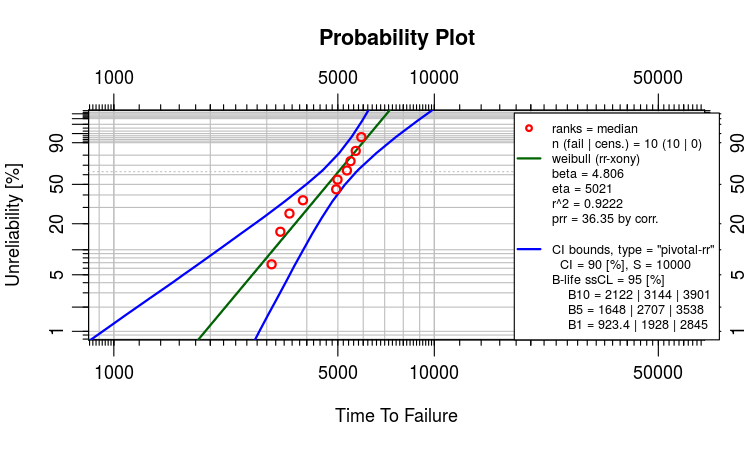 Probability Plot
1000 5000 10000 50000
Unreliability [%]
90 50 20 5 1
90 50 20 5 1
ranks = median
n (fail | cens.) = 10 (10 | 0)
weibull (rr-xony)
beta = 4.806
eta = 5021
r^2 = 0.9222
prr = 36.35 by corr.
CI bounds, type = "pivotal-rr"
CI = 90 [%], S = 10000
B-life ssCL = 95 [%]
B10 = 2122 | 3144 | 3901
B5 = 1648 | 2707 | 3538
B1 = 923.4 | 1928 | 2845
1000 5000 10000 50000
Time To Failure